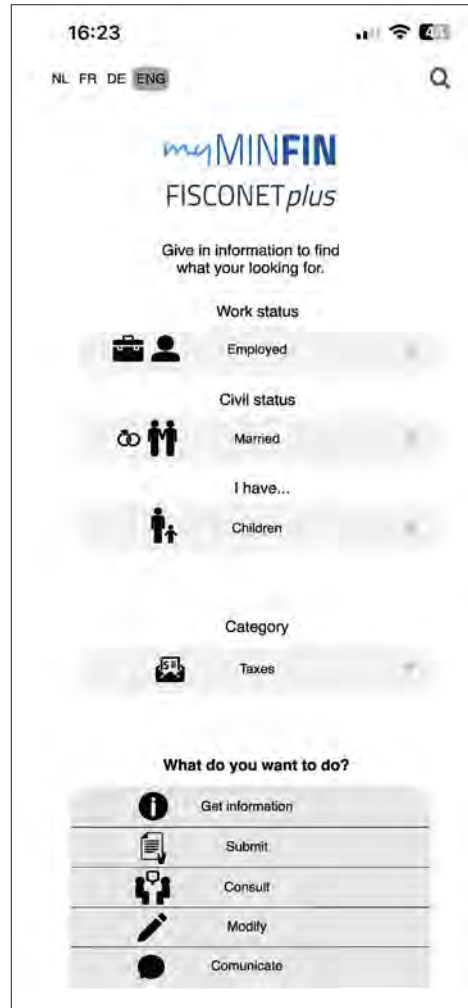 16:23
NL FR DE ENG
myMINFIN
FISCONETplus
Give in information to find
what your looking for.
Work status
Employed
Civil status
Married
I have...
Children
Category
Taxes
What do you want to do?
Get information
Submit
Consult
Modify
Comunicate